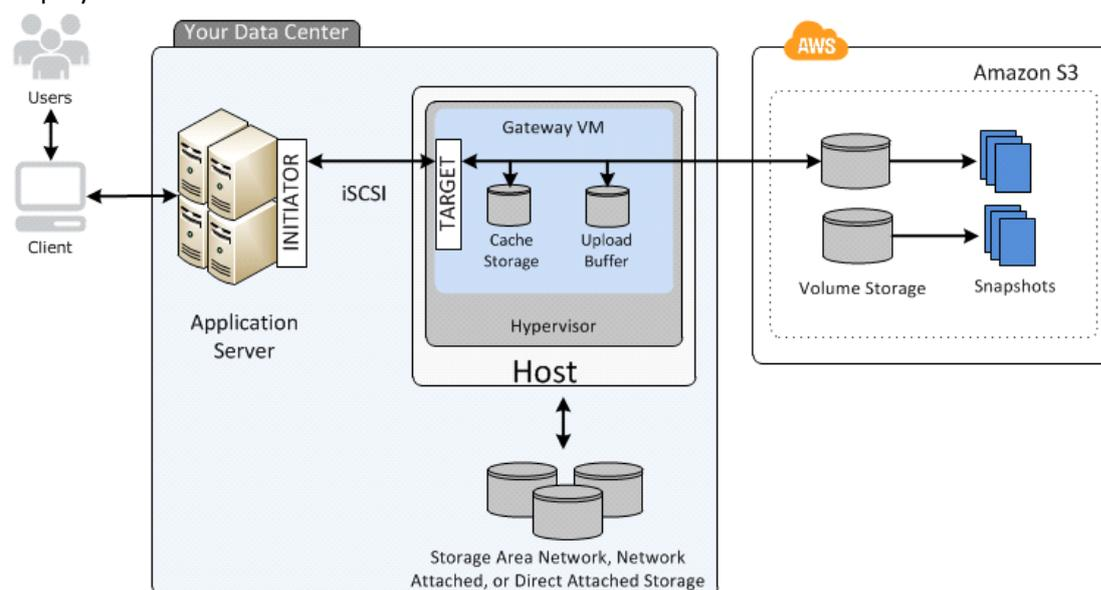 Your Data Center
AWS
Users
Amazon S3
Gateway VM
INITIATOR
iSCSI
TARGET
Client
Cache
Storage
Upload
Buffer
Volume Storage
Snapshots
Application
Server
Hypervisor
Host
Storage Area Network, Network
Attached, or Direct Attached Storage